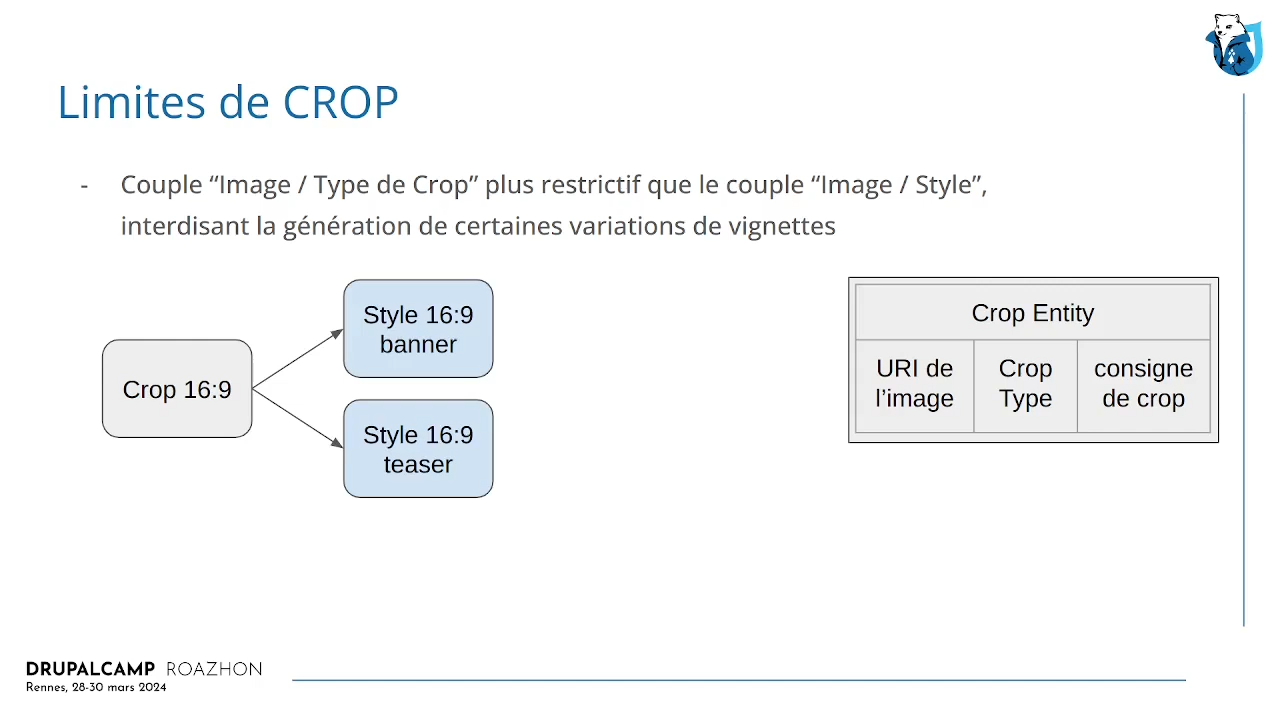 Limites de CROP
- Couple “Image / Type de Crop” plus restrictif que le couple “Image / Style”,
interdisant la génération de certaines variations de vignettes
Crop 16:9
Style 16:9
banner
Style 16:9
teaser
Crop Entity
URI de
l’image
Crop
Type
consigne
de crop
DRUPALCAMP ROAZHON
Rennes, 28-30 mars 2024